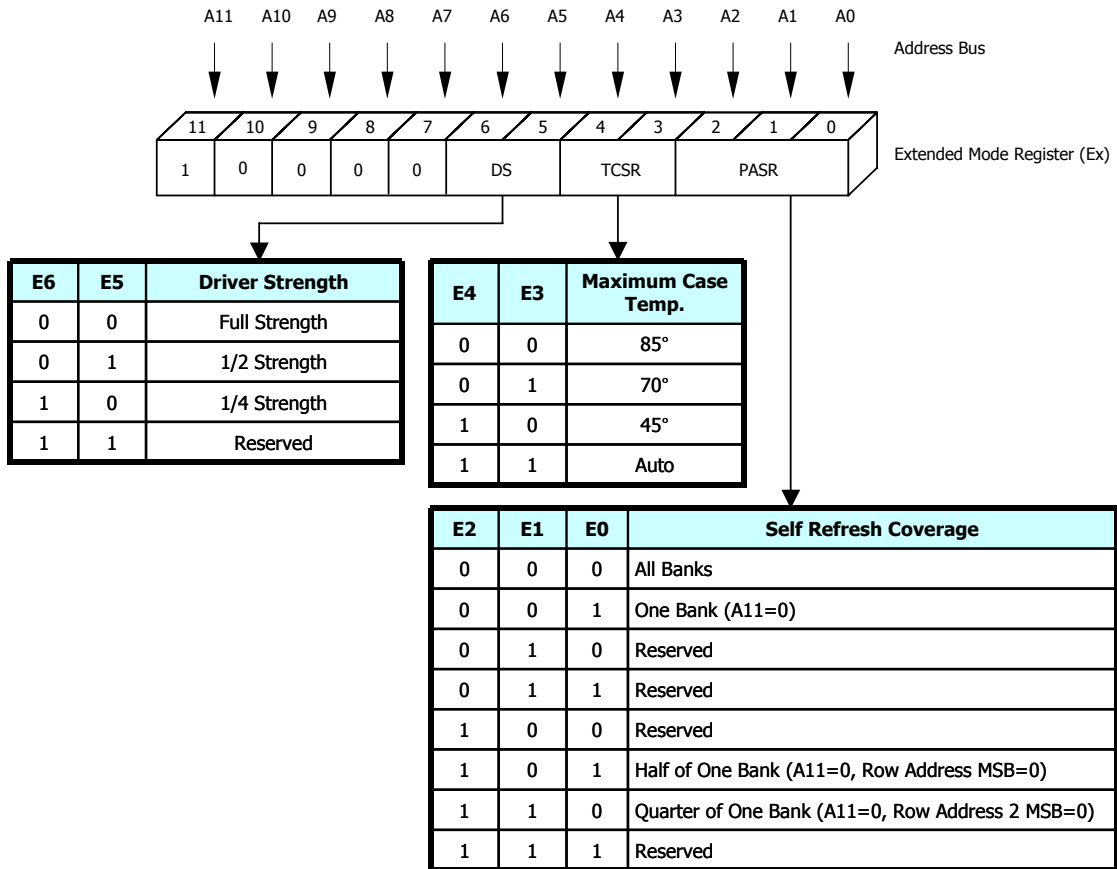 A11 A10 A9 A8 A7 A6 A5 A4 A3 A2 A1 A0
Address Bus
11 10 9 8 7 6 5 4 3 2 1 0
1 0 0 0 0 DS TCSR PASR
Extended Mode Register (Ex)
E6 E5 Driver Strength
0 0 Full Strength
0 1 1/2 Strength
1 0 1/4 Strength
1 1 Reserved
E4 E3 Maximum Case
Temp.
0 0 85°
0 1 70°
1 0 45°
1 1 Auto
E2 E1 E0 Self Refresh Coverage
0 0 0 All Banks
0 0 1 One Bank (A11=0)
0 1 0 Reserved
0 1 1 Reserved
1 0 0 Reserved
1 0 1 Half of One Bank (A11=0, Row Address MSB=0)
1 1 0 Quarter of One Bank (A11=0, Row Address 2 MSB=0)
1 1 1 Reserved